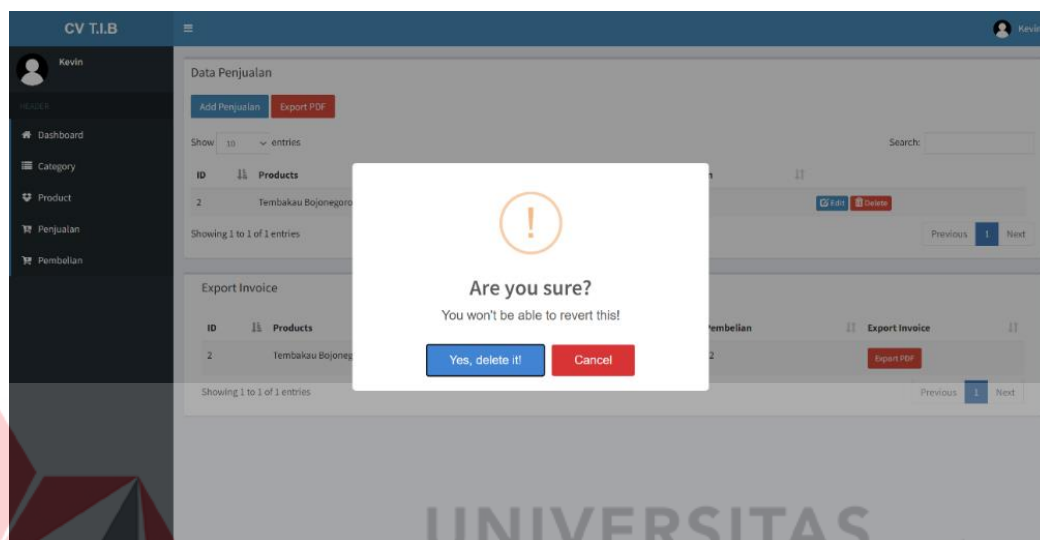 CV T.I.B
Kevin
Kevin
HEADER
Dashboard
Category
Product
Penjualan
Pembelian
Data Penjualan
Add Penjualan Export PDF
Show 10 entries Search:
ID Products
2 Tembakau Bojonegoro Edit Delete
Showing 1 to 1 of 1 entries Previous 1 Next
Are you sure?
You won't be able to revert this!
Yes, delete it! Cancel
Export Invoice
ID Products Pembelian Export Invoice
2 Tembakau Bojoneg 2 Export PDF
Showing 1 to 1 of 1 entries Previous 1 Next
UNIVERSITAS